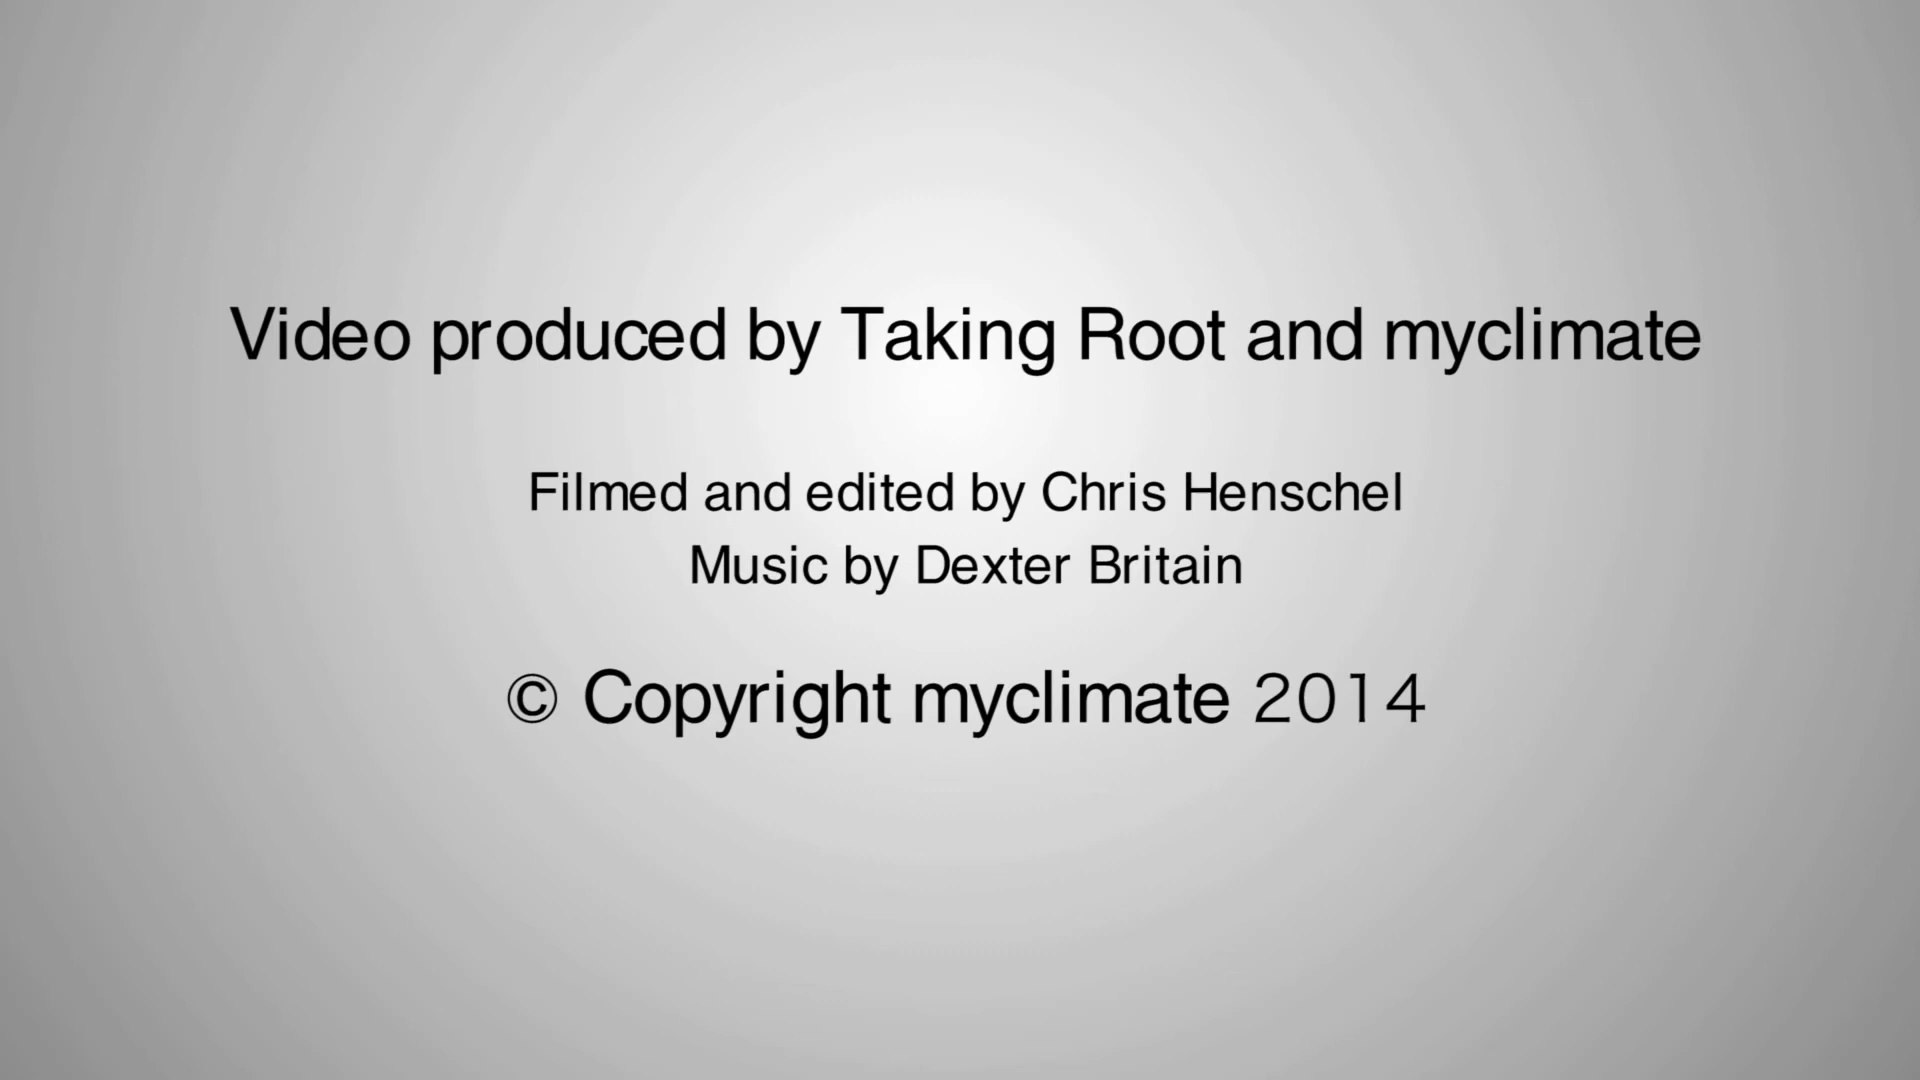 Video produced by Taking Root and myclimate
Filmed and edited by Chris Henschel
Music by Dexter Britain
© Copyright myclimate 2014